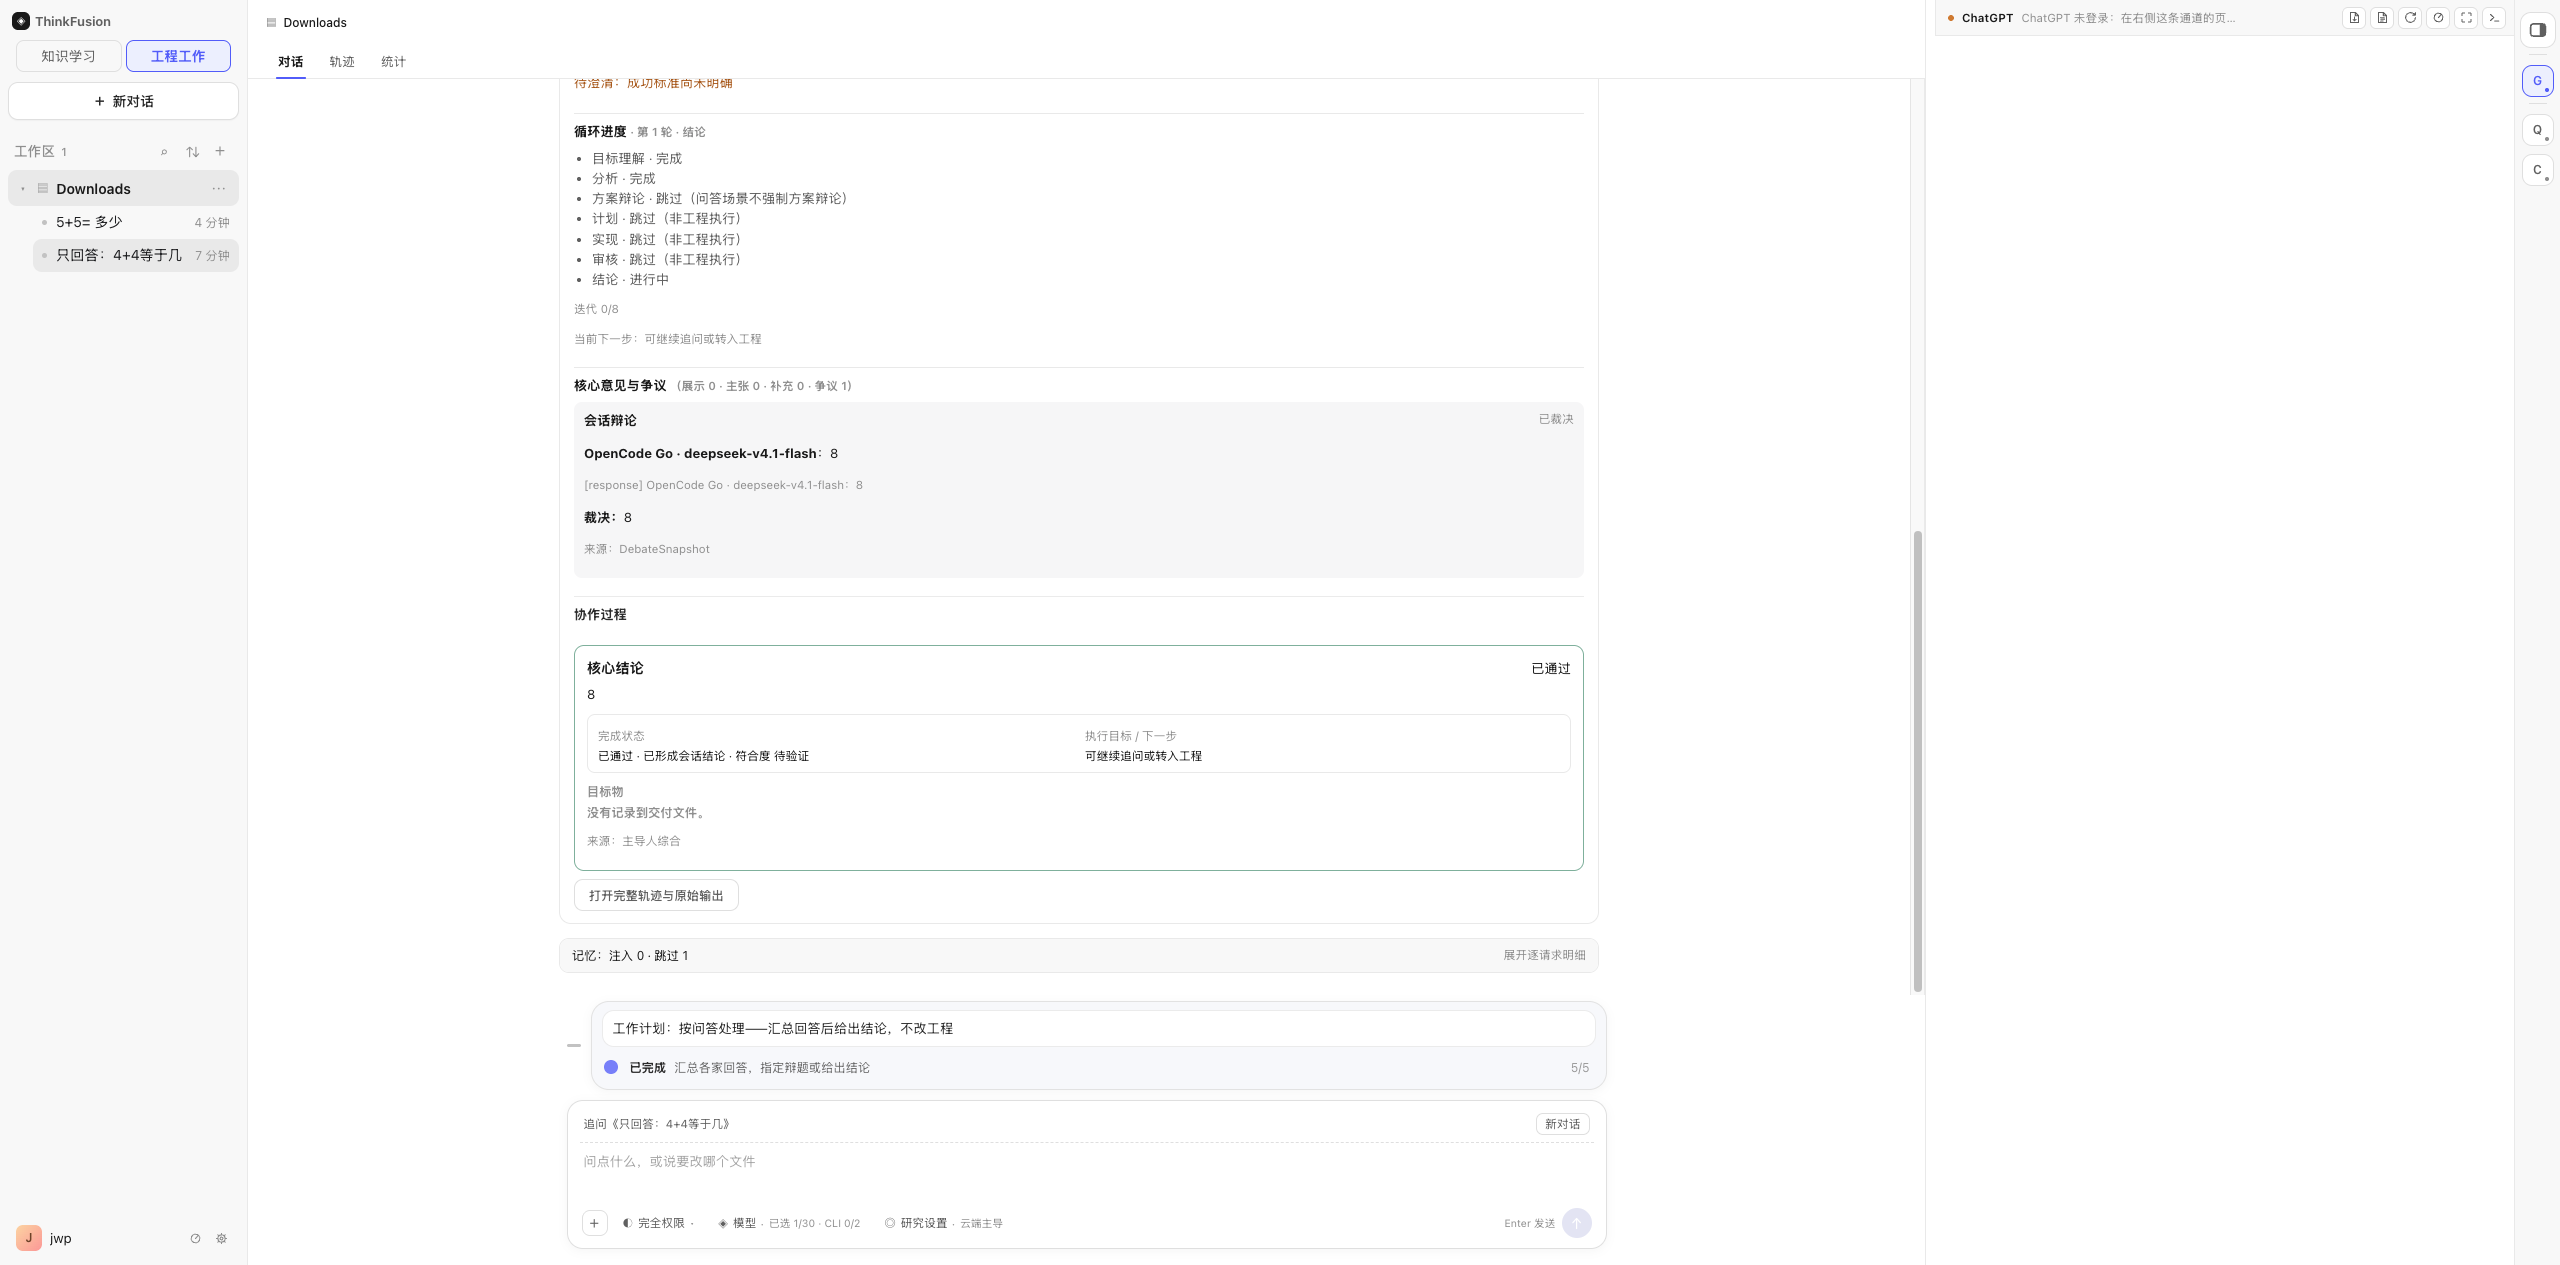 ThinkFusion
知识学习
工程工作
+ 新对话
工作区 1
Downloads
5+5= 多少 4 分钟
只回答：4+4等于几 7 分钟
J jwp
Downloads
对话 轨迹 统计
待澄清：成功标准尚未明确
循环进度 · 第 1 轮 · 结论
• 目标理解 · 完成
• 分析 · 完成
• 方案辩论 · 跳过（问答场景不强制方案辩论）
• 计划 · 跳过（非工程执行）
• 实现 · 跳过（非工程执行）
• 审核 · 跳过（非工程执行）
• 结论 · 进行中
迭代 0/8
当前下一步：可继续追问或转入工程
核心意见与争议 （展示 0 · 主张 0 · 补充 0 · 争议 1）
会话辩论 已裁决
OpenCode Go · deepseek-v4.1-flash：8
[response] OpenCode Go · deepseek-v4.1-flash：8
裁决：8
来源：DebateSnapshot
协作过程
核心结论 已通过
8
完成状态
已通过 · 已形成会话结论 · 符合度 待验证
执行目标 / 下一步
可继续追问或转入工程
目标物
没有记录到交付文件。
来源：主导人综合
打开完整轨迹与原始输出
记忆：注入 0 · 跳过 1 展开逐请求明细
工作计划：按问答处理——汇总回答后给出结论，不改工程
已完成 汇总各家回答，指定辩题或给出结论 5/5
追问《只回答：4+4等于几》 新对话
问点什么，或说要改哪个文件
+ 完全权限 · 模型 · 已选 1/30 · CLI 0/2 研究设置 · 云端主导 Enter 发送
ChatGPT ChatGPT 未登录：在右侧这条通道的页...
G
Q
C